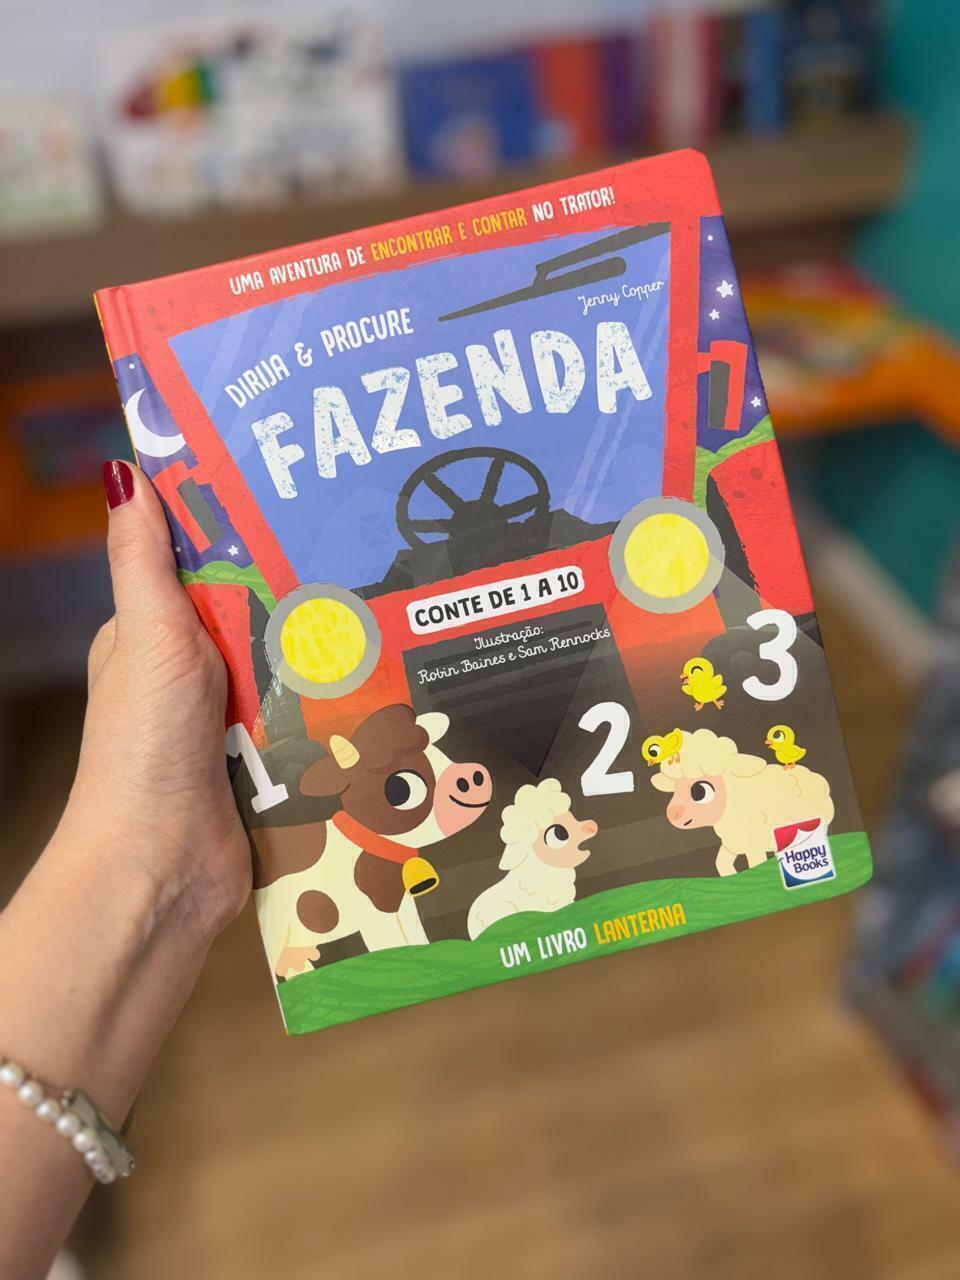 UMA AVENTURA DE ENCONTRAR E CONTAR NO TRATOR!
Jenny Copper
DIRIJA & PROCURE
FAZENDA
CONTE DE 1 A 10
Ilustração:
Robin Baines e Sam Rennocks
1
2
3
Happy
Books
UM LIVRO LANTERNA